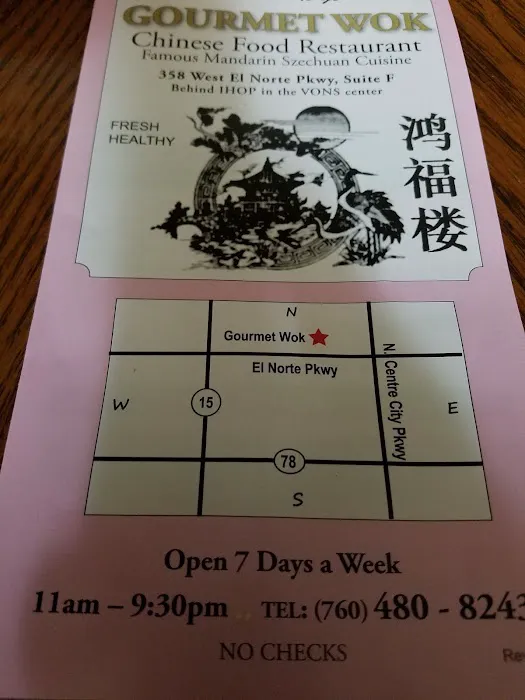 GOURMET WOK
Chinese Food Restaurant
Famous Mandarin Szechuan Cuisine
358 West El Norte Pkwy, Suite F
Behind IHOP in the VONS center
FRESH
HEALTHY
鸿福楼
N
Gourmet Wok
El Norte Pkwy
N. Centre City Pkwy
W
15
E
78
S
Open 7 Days a Week
11am – 9:30pm .. TEL: (760) 480 - 8243
NO CHECKS